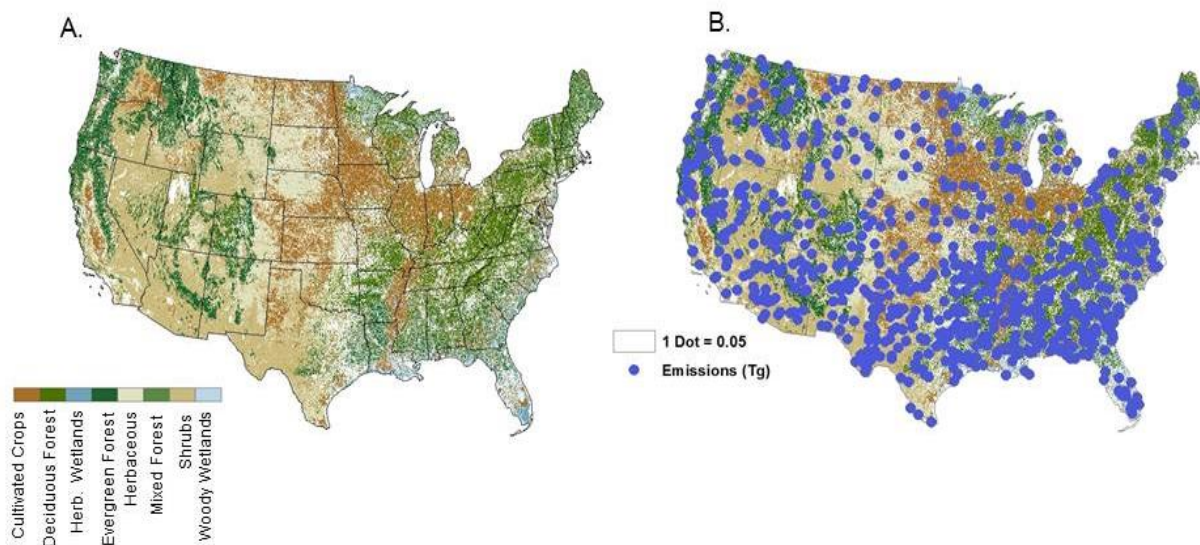 A.
B.
1 Dot = 0.05
Emissions (Tg)
Cultivated Crops
Deciduous Forest
Herb. Wetlands
Evergreen Forest
Herbaceous
Mixed Forest
Shrubs
Woody Wetlands